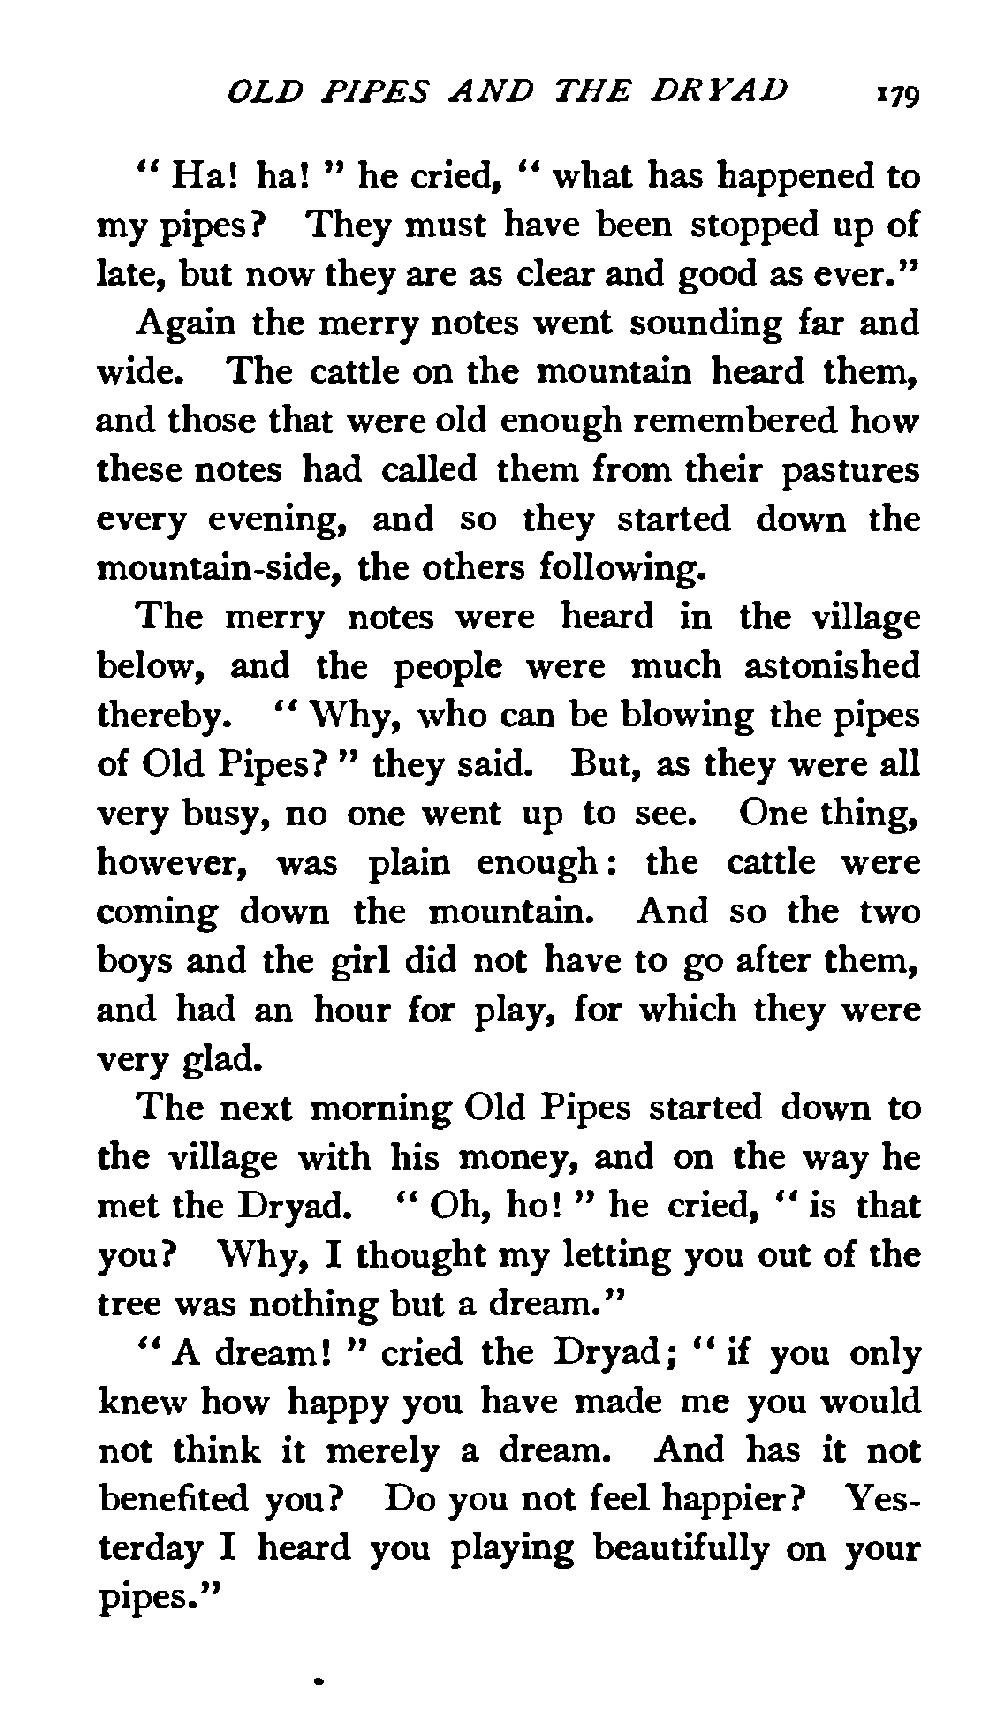 OLD PIPES AND THE DRYAD 179
"Ha! ha!" he cried, "what has happened to
my pipes? They must have been stopped up of
late, but now they are as clear and good as ever."
Again the merry notes went sounding far and
wide. The cattle on the mountain heard them,
and those that were old enough remembered how
these notes had called them from their pastures
every evening, and so they started down the
mountain-side, the others following.
The merry notes were heard in the village
below, and the people were much astonished
thereby. "Why, who can be blowing the pipes
of Old Pipes?" they said. But, as they were all
very busy, no one went up to see. One thing,
however, was plain enough: the cattle were
coming down the mountain. And so the two
boys and the girl did not have to go after them,
and had an hour for play, for which they were
very glad.
The next morning Old Pipes started down to
the village with his money, and on the way he
met the Dryad. "Oh, ho!" he cried, "is that
you? Why, I thought my letting you out of the
tree was nothing but a dream."
"A dream!" cried the Dryad; "if you only
knew how happy you have made me you would
not think it merely a dream. And has it not
benefited you? Do you not feel happier? Yes-
terday I heard you playing beautifully on your
pipes."